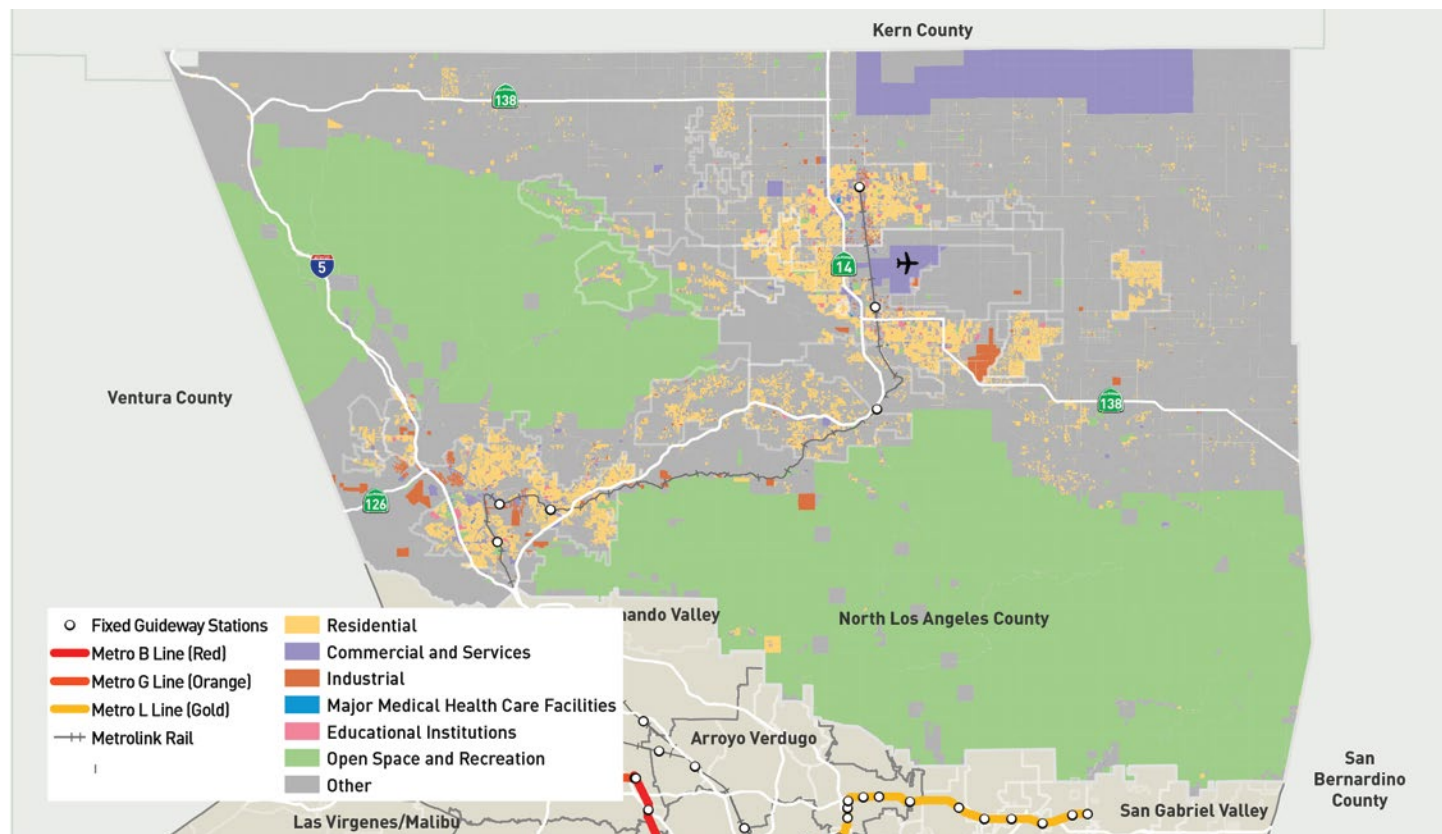 Kern County
138
14
5
Ventura County
138
126
nando Valley
North Los Angeles County
Fixed Guideway Stations
Metro B Line (Red)
Metro G Line (Orange)
Metro L Line (Gold)
Metrolink Rail
Residential
Commercial and Services
Industrial
Major Medical Health Care Facilities
Educational Institutions
Open Space and Recreation
Other
Arroyo Verdugo
San
Bernardino
County
Las Virgenes/Malibu
San Gabriel Valley